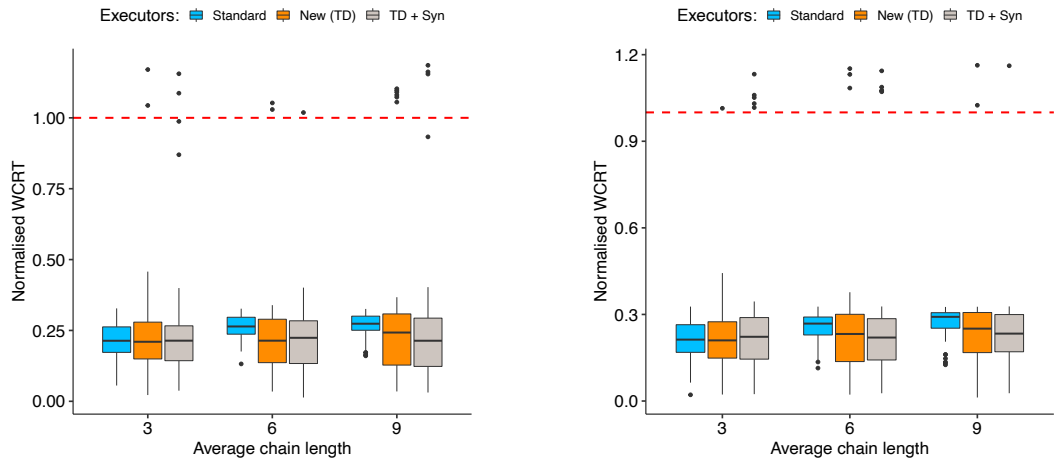 Executors: Standard New (TD) TD + Syn
Normalised WCRT
1.00
0.75
0.50
0.25
0.00
3 6 9
Average chain length
Executors: Standard New (TD) TD + Syn
Normalised WCRT
1.2
0.9
0.6
0.3
0.0
3 6 9
Average chain length